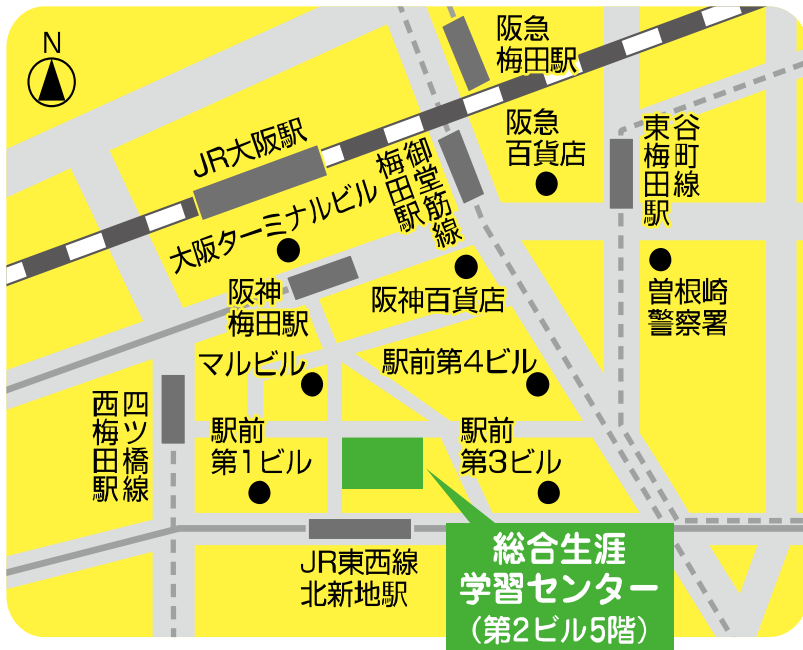 N
阪急
梅田駅
JR大阪駅
阪急
百貨店
御堂筋線
梅田駅
谷町線
東梅田駅
大阪ターミナルビル
阪神
梅田駅
阪神百貨店
曽根崎
警察署
マルビル
駅前第4ビル
四ツ橋線
西梅田駅
駅前
第1ビル
駅前
第3ビル
JR東西線
北新地駅
総合生涯
学習センター
(第2ビル5階)